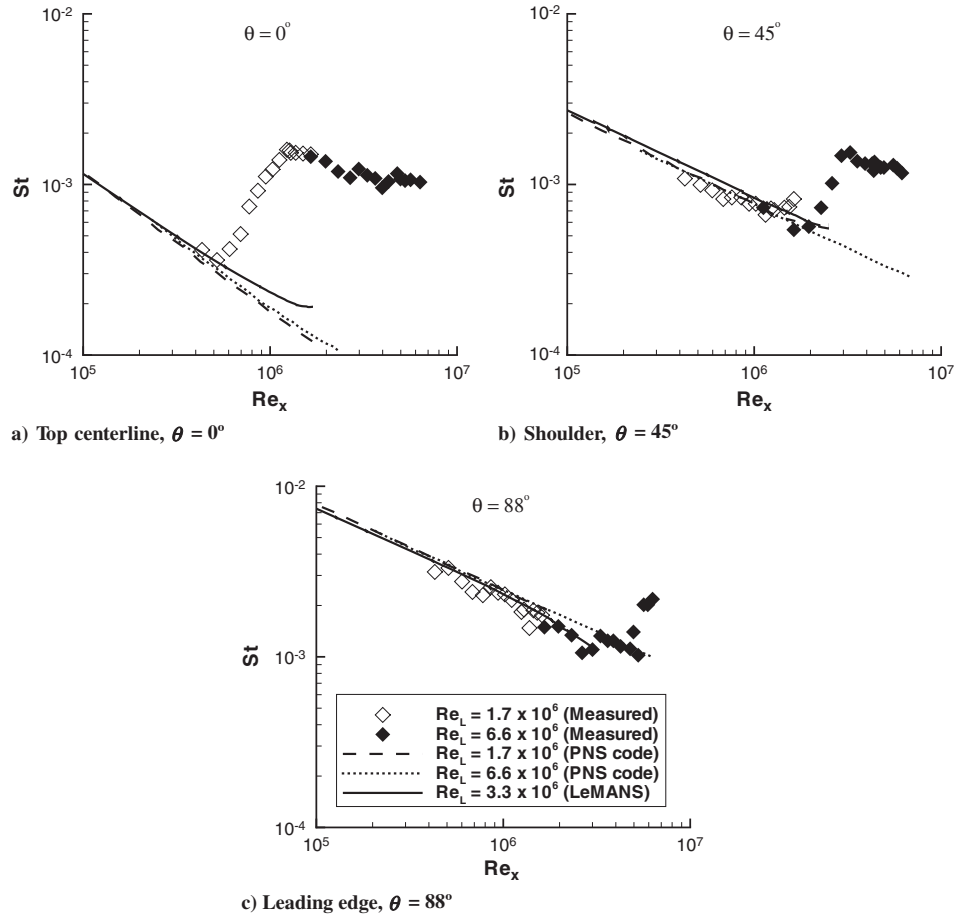 10⁻²
10⁻³
10⁻⁴
St
θ = 0°
10⁵
10⁶
10⁷
Reₓ
a) Top centerline, θ = 0°
10⁻²
10⁻³
10⁻⁴
St
θ = 45°
10⁵
10⁶
10⁷
Reₓ
b) Shoulder, θ = 45°
10⁻²
10⁻³
10⁻⁴
St
θ = 88°
Re_L = 1.7 x 10⁶ (Measured)
Re_L = 6.6 x 10⁶ (Measured)
Re_L = 1.7 x 10⁶ (PNS code)
Re_L = 6.6 x 10⁶ (PNS code)
Re_L = 3.3 x 10⁶ (LeMANS)
10⁵
10⁶
10⁷
Reₓ
c) Leading edge, θ = 88°